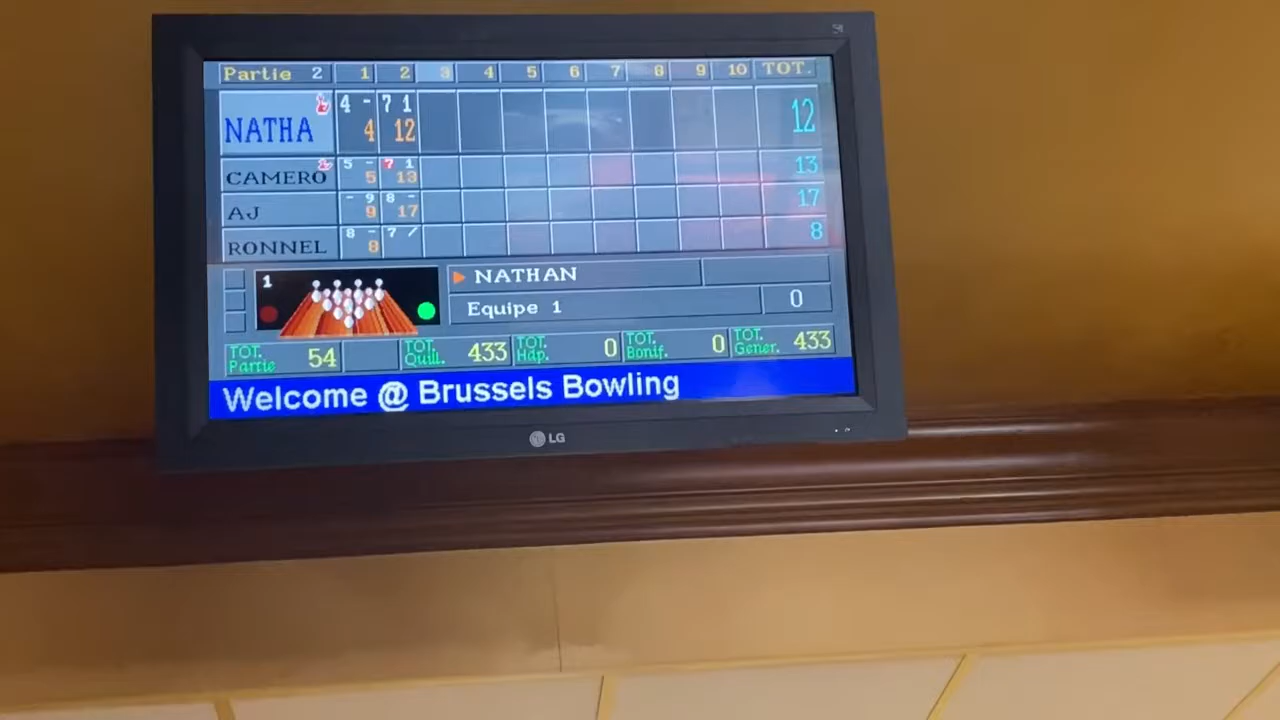 Partie 2 1 2 3 4 5 6 7 8 9 10 TOT.
4 - 7 1
NATHA 4 12 12
5 - 7 1
CAMERO 5 13 13
- 9 8 -
AJ 9 17 17
8 - 7 /
RONNEL 8 8
1
NATHAN
Equipe 1 0
TOT. Partie 54 TOT. Quill. 433 TOT. Hdp. 0 TOT. Bonif. 0 TOT. Gener. 433
Welcome @ Brussels Bowling
LG